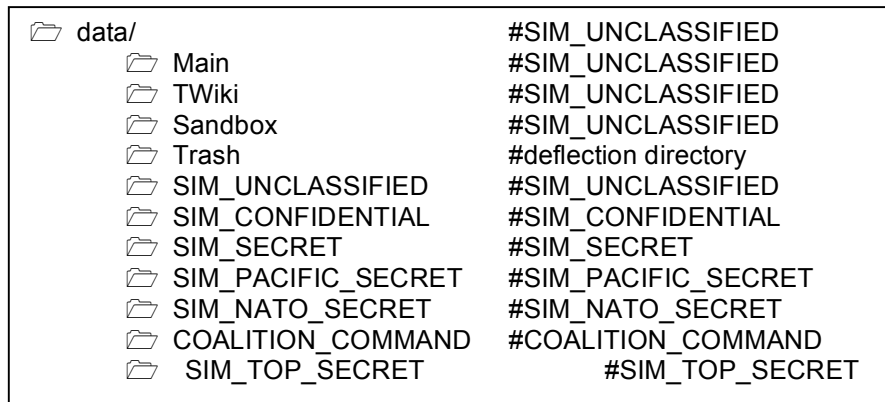 data/ #SIM_UNCLASSIFIED
Main #SIM_UNCLASSIFIED
TWiki #SIM_UNCLASSIFIED
Sandbox #SIM_UNCLASSIFIED
Trash #deflection directory
SIM_UNCLASSIFIED #SIM_UNCLASSIFIED
SIM_CONFIDENTIAL #SIM_CONFIDENTIAL
SIM_SECRET #SIM_SECRET
SIM_PACIFIC_SECRET #SIM_PACIFIC_SECRET
SIM_NATO_SECRET #SIM_NATO_SECRET
COALITION_COMMAND #COALITION_COMMAND
SIM_TOP_SECRET #SIM_TOP_SECRET